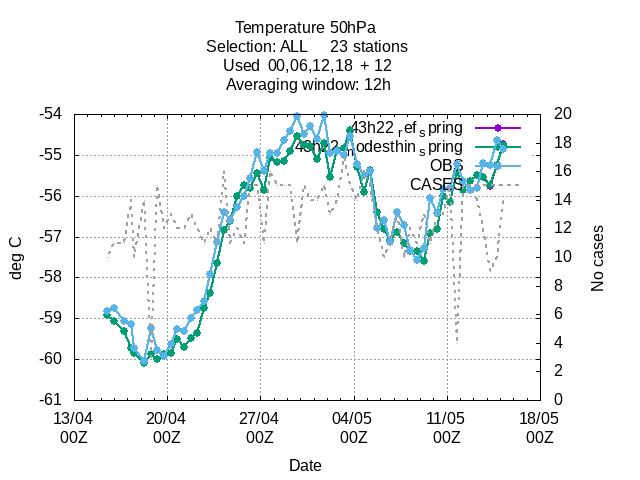 Temperature 50hPa
Selection: ALL 23 stations
Used 00,06,12,18 + 12
Averaging window: 12h
43h22_ref_spring
OBS
CASES
-54
-55
-56
-57
-58
-59
-60
-61
20
18
16
14
12
10
8
6
4
2
0
deg C
No cases
13/04 20/04 27/04 04/05 11/05 18/05
00Z 00Z 00Z 00Z 00Z 00Z
Date